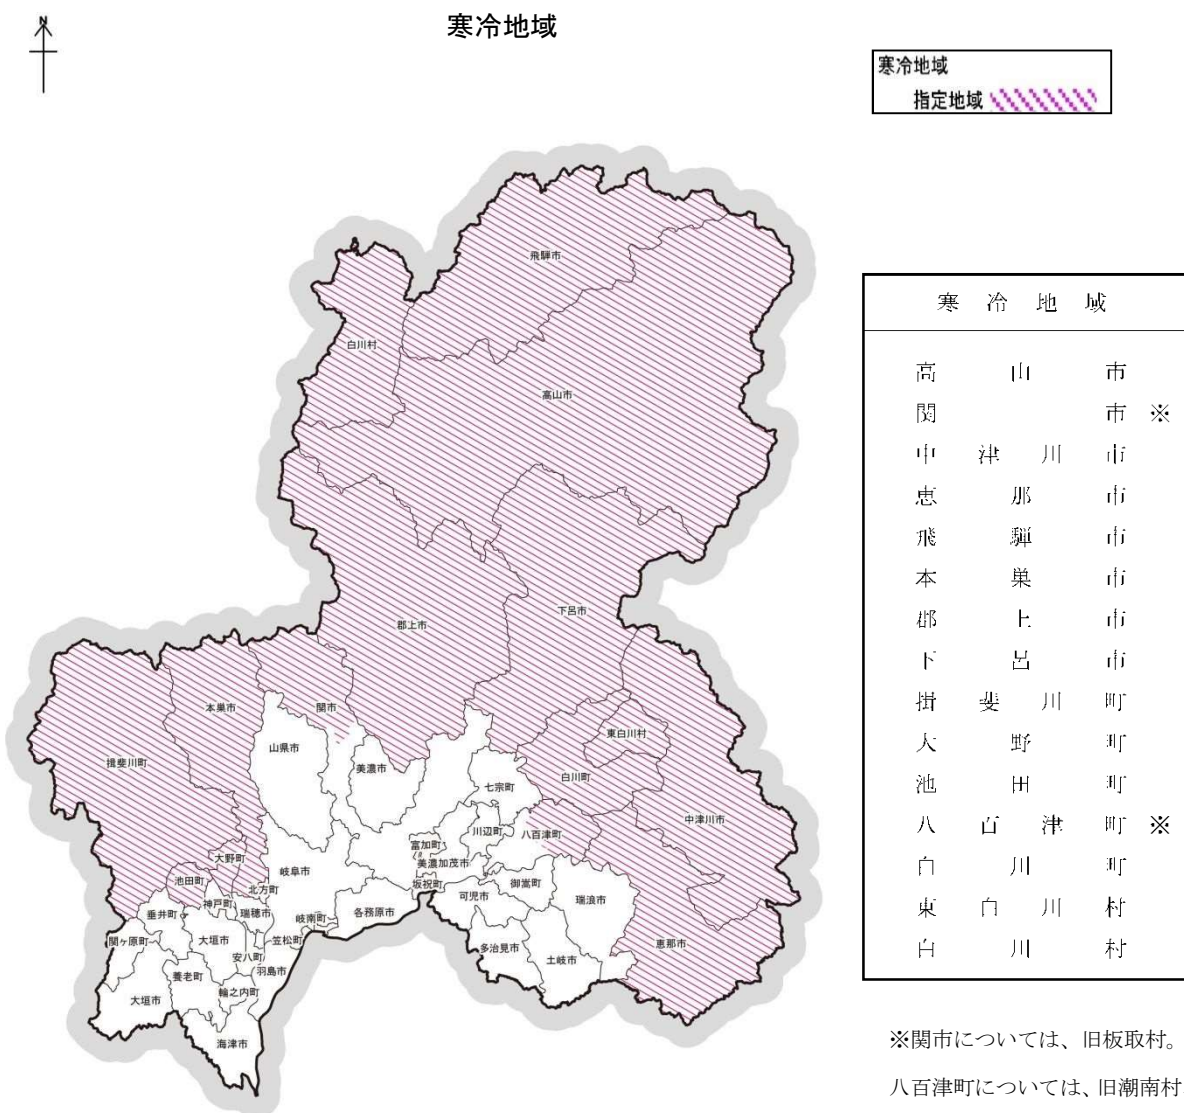 N
寒冷地域
寒冷地域
指定地域
飛騨市
白川村
高山市
下呂市
郡上市
本巣市
関市
東白川村
山県市
揖斐川町
美濃市
白川町
七宗町
中津川市
川辺町
八百津町
富加町
大野町
美濃加茂市
岐阜市
池田町
坂祝町
御嵩町
北方町
可児市
瑞浪市
神戸町
垂井町
瑞穂市
岐南町
各務原市
関ヶ原町
大垣市
笠松町
恵那市
多治見市
安八町
土岐市
羽島市
養老町
輪之内町
大垣市
海津市
寒冷地域
高山市
関市※
中津川市
恵那市
飛騨市
本巣市
郡上市
下呂市
揖斐川町
大野町
池田町
八百津町※
白川町
東白川村
白川村
※関市については、旧板取村。
八百津町については、旧潮南村